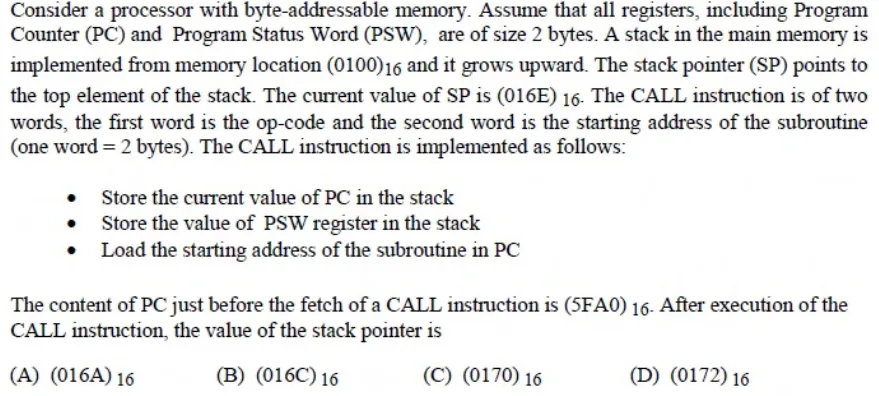 Consider a processor with byte-addressable memory. Assume that all registers, including Program
Counter (PC) and Program Status Word (PSW), are of size 2 bytes. A stack in the main memory is
implemented from memory location (0100)16 and it grows upward. The stack pointer (SP) points to
the top element of the stack. The current value of SP is (016E) 16. The CALL instruction is of two
words, the first word is the op-code and the second word is the starting address of the subroutine
(one word = 2 bytes). The CALL instruction is implemented as follows:
• Store the current value of PC in the stack
• Store the value of PSW register in the stack
• Load the starting address of the subroutine in PC
The content of PC just before the fetch of a CALL instruction is (5FA0) 16. After execution of the
CALL instruction, the value of the stack pointer is
(A) (016A) 16 (B) (016C) 16 (C) (0170) 16 (D) (0172) 16